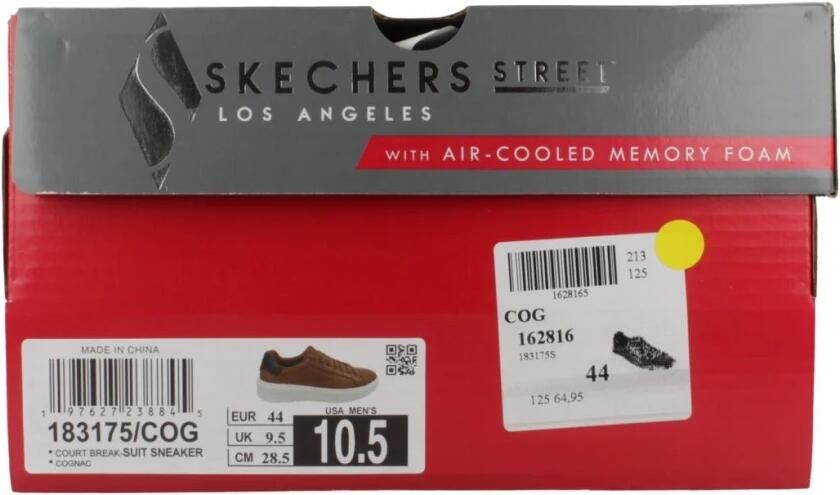 SKECHERS STREET
LOS ANGELES
WITH AIR-COOLED MEMORY FOAM
213
125
1628165
COG
162816
183175S
44
125 64,95
MADE IN CHINA
1 97627 23884 5
183175/COG
• COURT BREAK-SUIT SNEAKER
• COGNAC
EUR 44
UK 9.5
CM 28.5
USA MEN'S
10.5